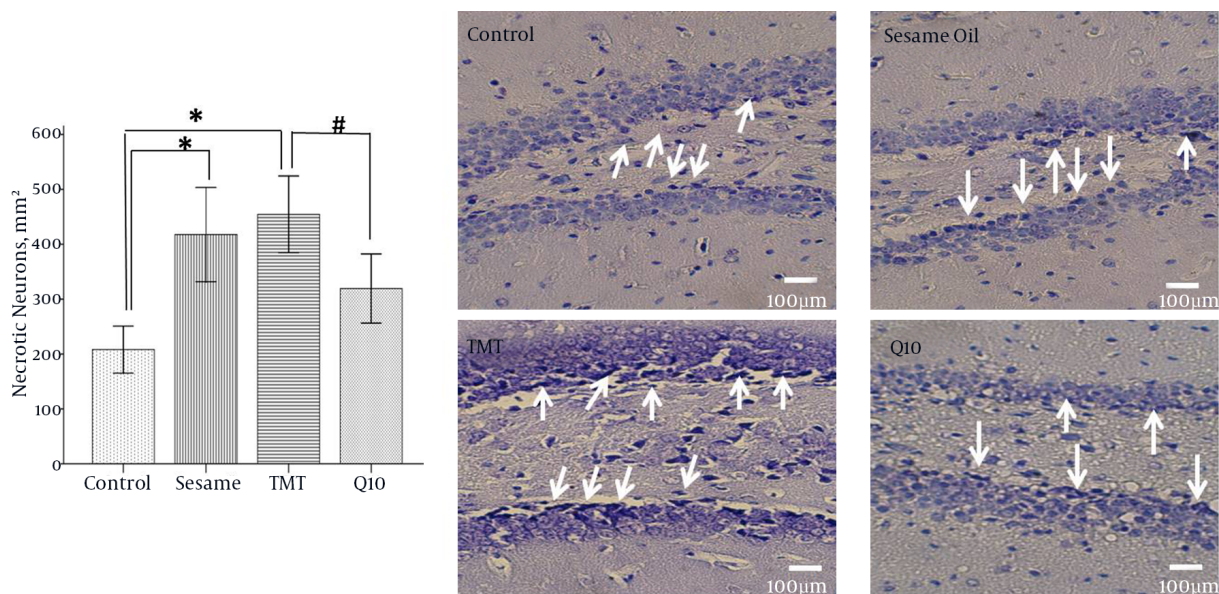 Necrotic Neurons, mm²
600
500
400
300
200
100
0
*
*
#
Control
Sesame
TMT
Q10
Control
100µm
Sesame Oil
100µm
TMT
100µm
Q10
100µm